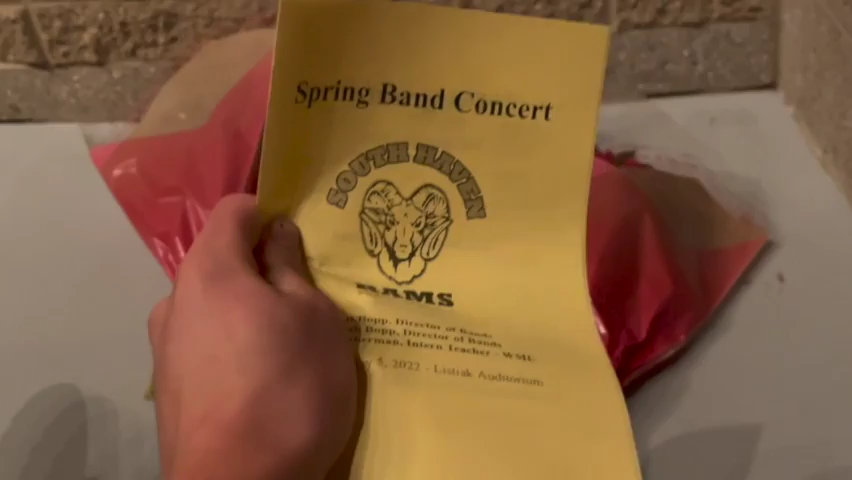 Spring Band Concert
SOUTH HAVEN
RAMS
Bopp, Director of Bands
Bopp, Director of Bands
Intern Teacher - WMU
5, 2022 - Listiak Auditorium